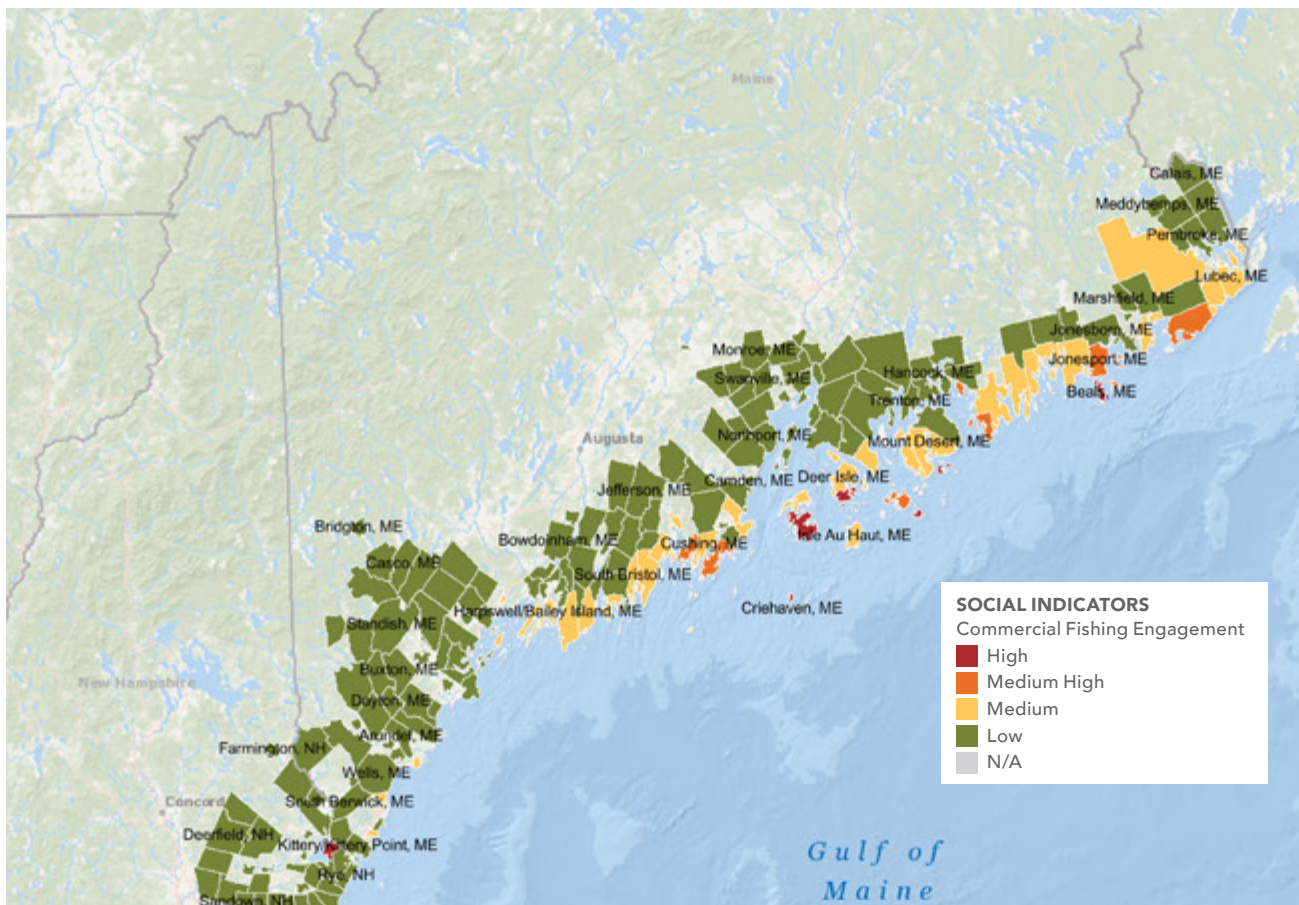 Maine
Calais, ME
Meddybemps, ME
Pembroke, ME
Lubec, ME
Marshfield, ME
Jonesboro, ME
Jonesport, ME
Beals, ME
Monroe, ME
Swanville, ME
Hancock, ME
Trenton, ME
Northport, ME
Mount Desert, ME
Augusta
Camden, ME
Deer Isle, ME
Jefferson, ME
Bridgton, ME
Bowdoinham, ME
Cushing, ME
Isle Au Haut, ME
Casco, ME
South Bristol, ME
Harpswell/Bailey Island, ME
Criehaven, ME
Standish, ME
Buxton, ME
New Hampshire
Dayton, ME
Arundel, ME
Farmington, NH
Wells, ME
Concord
South Berwick, ME
Deerfield, NH
Kittery/Kittery Point, ME
Rye, NH
Sandown, NH
SOCIAL INDICATORS
Commercial Fishing Engagement
High
Medium High
Medium
Low
N/A
Gulf of
Maine